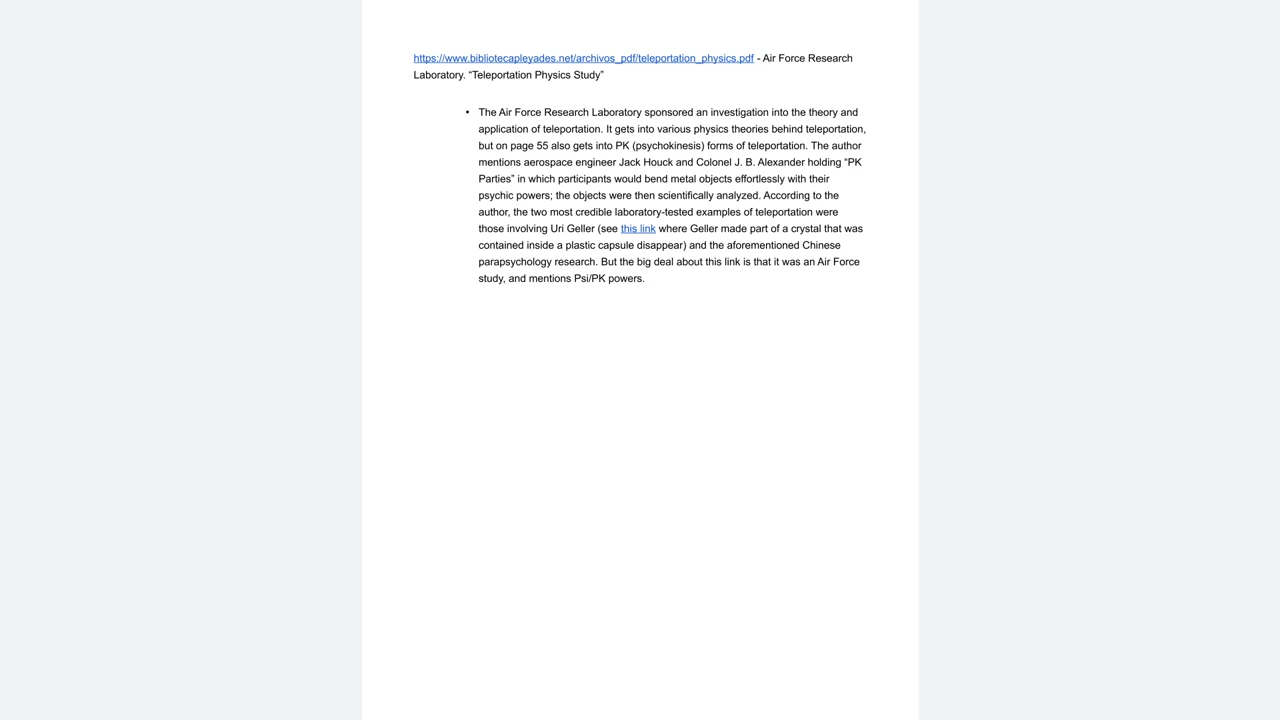 https://www.bibliotecapleyades.net/archivos_pdf/teleportation_physics.pdf - Air Force Research
Laboratory. “Teleportation Physics Study”
• The Air Force Research Laboratory sponsored an investigation into the theory and
application of teleportation. It gets into various physics theories behind teleportation,
but on page 55 also gets into PK (psychokinesis) forms of teleportation. The author
mentions aerospace engineer Jack Houck and Colonel J. B. Alexander holding “PK
Parties” in which participants would bend metal objects effortlessly with their
psychic powers; the objects were then scientifically analyzed. According to the
author, the two most credible laboratory-tested examples of teleportation were
those involving Uri Geller (see this link where Geller made part of a crystal that was
contained inside a plastic capsule disappear) and the aforementioned Chinese
parapsychology research. But the big deal about this link is that it was an Air Force
study, and mentions Psi/PK powers.